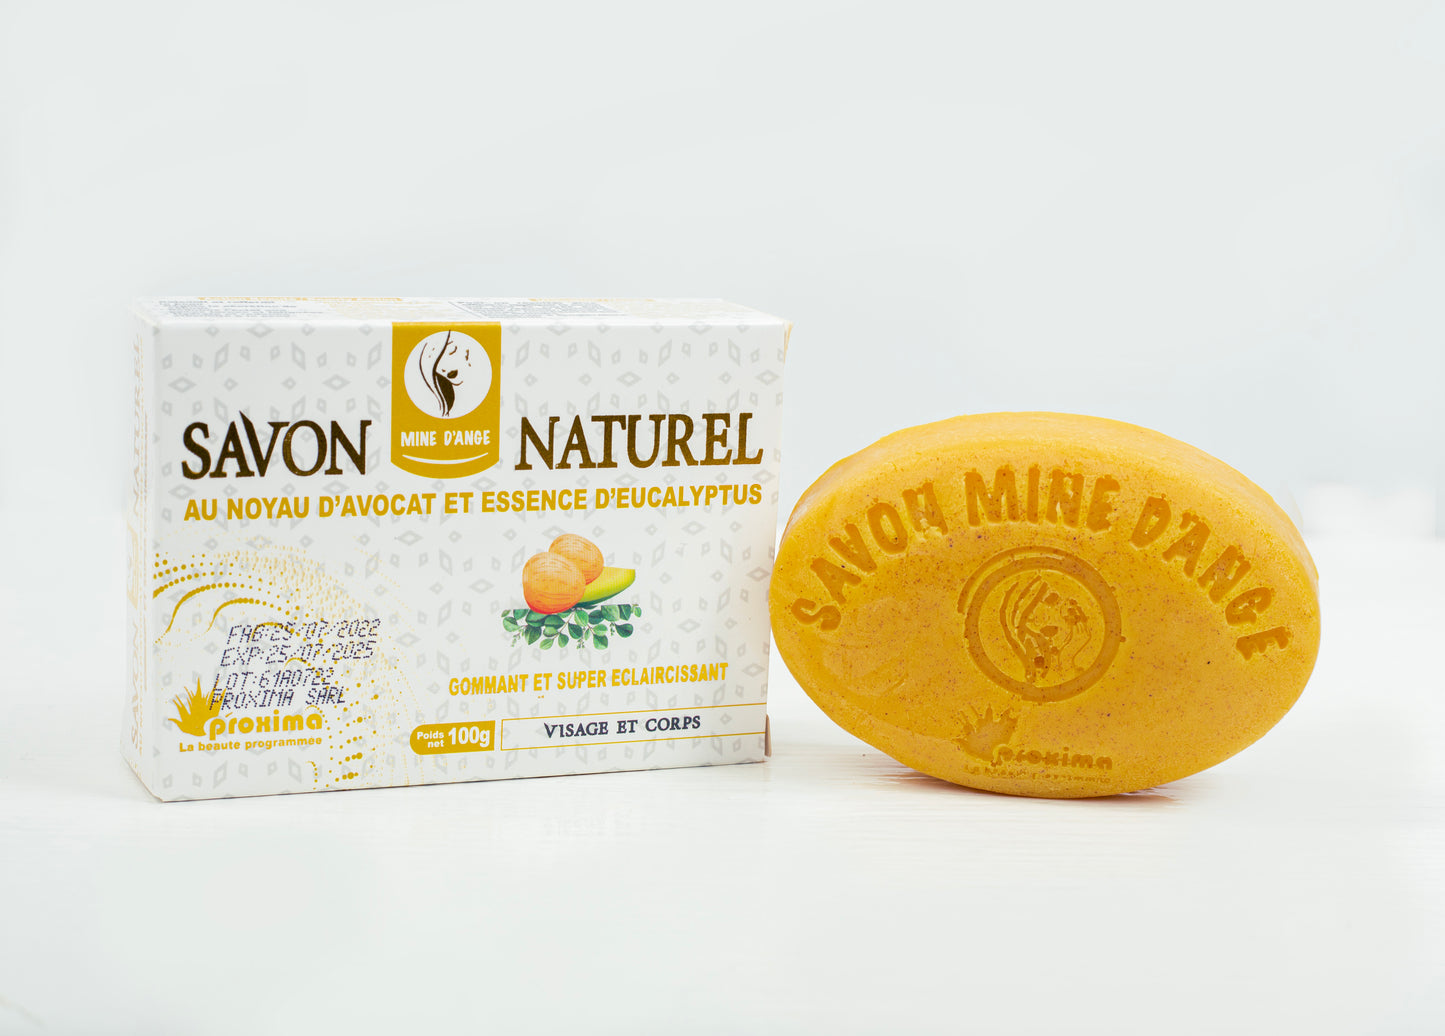 SAVON NATUREL
MINE D'ANGE
AU NOYAU D'AVOCAT ET ESSENCE D'EUCALYPTUS
FAB:25/07/2022
EXP:25/07/2025
LOT:61A0722
PROXIMA SARL
proxima
La beauté programmée
GOMMANT ET SUPER ECLAIRCISSANT
Poids net 100g
VISAGE ET CORPS
SAVON NATUREL
SAVON MINE D'ANGE
proxima